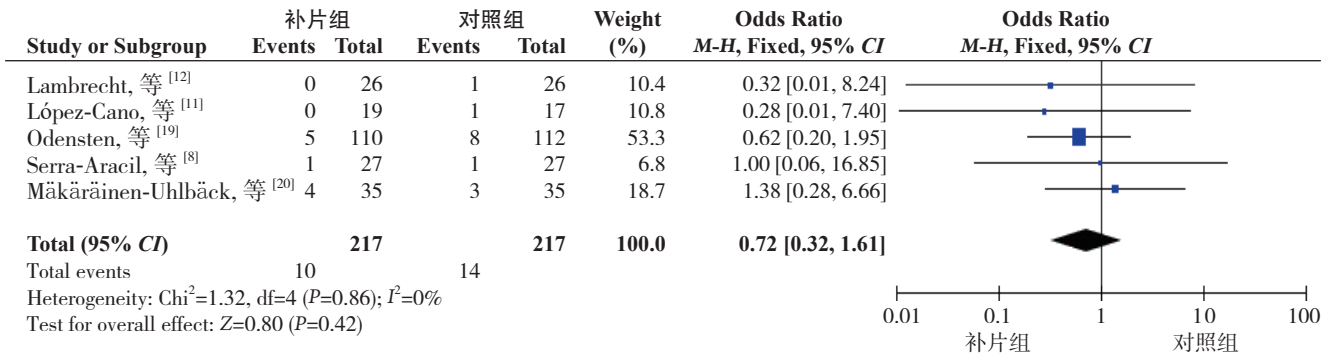 补片组 对照组 Weight Odds Ratio Odds Ratio
Study or Subgroup Events Total Events Total (%) M-H, Fixed, 95% CI M-H, Fixed, 95% CI
Lambrecht, 等 [12] 0 26 1 26 10.4 0.32 [0.01, 8.24]
López-Cano, 等 [11] 0 19 1 17 10.8 0.28 [0.01, 7.40]
Odensten, 等 [19] 5 110 8 112 53.3 0.62 [0.20, 1.95]
Serra-Aracil, 等 [8] 1 27 1 27 6.8 1.00 [0.06, 16.85]
Mäkäräinen-Uhlbäck, 等 [20] 4 35 3 35 18.7 1.38 [0.28, 6.66]
Total (95% CI) 217 217 100.0 0.72 [0.32, 1.61]
Total events 10 14
Heterogeneity: Chi²=1.32, df=4 (P=0.86); I²=0%
Test for overall effect: Z=0.80 (P=0.42)
0.01 0.1 1 10 100
补片组 对照组